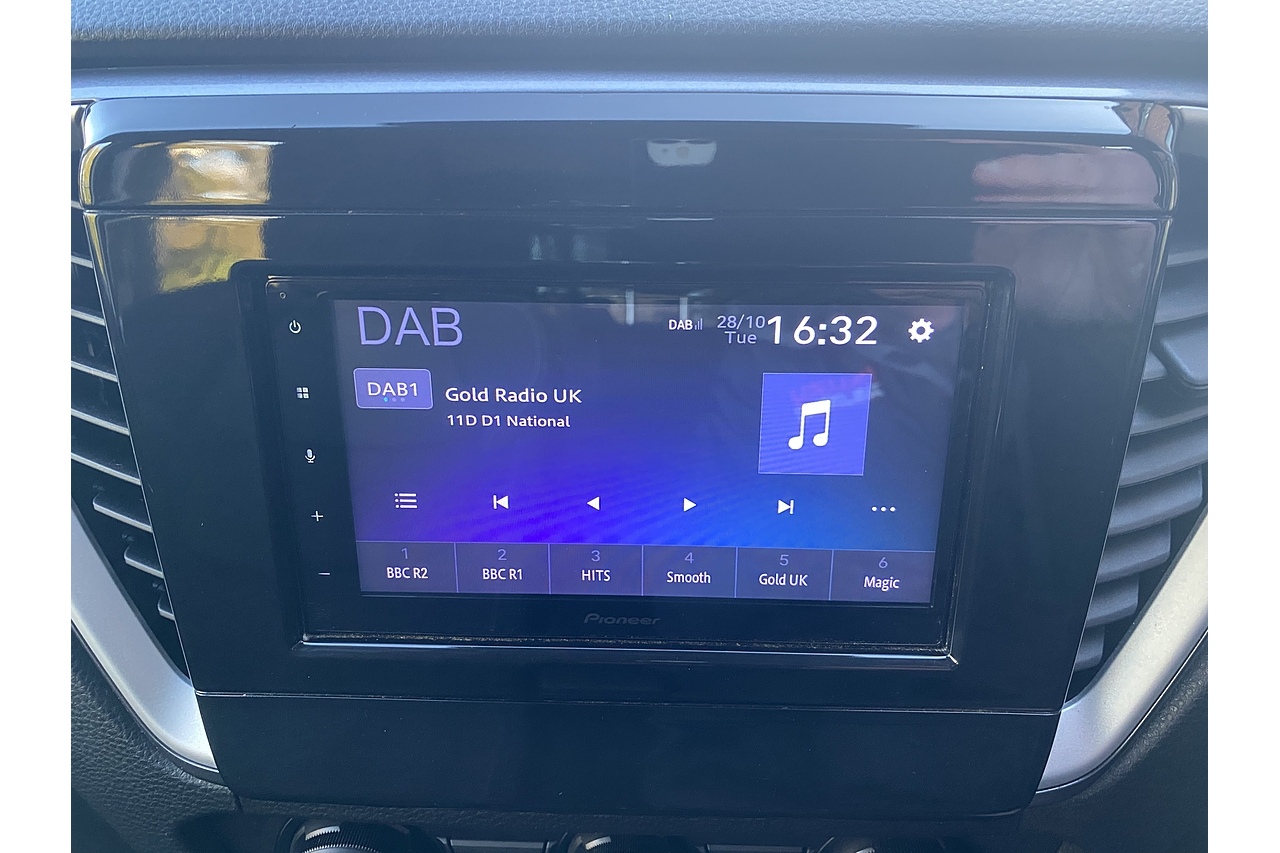 DAB
DAB
28/10
Tue
16:32
DAB1
Gold Radio UK
11D D1 National
1
BBC R2
2
BBC R1
3
HITS
4
Smooth
5
Gold UK
6
Magic
Pioneer